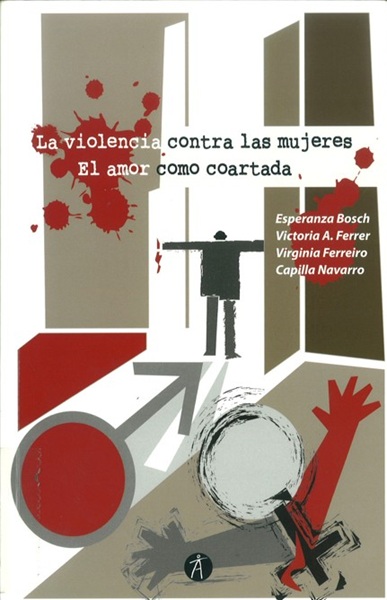 La violencia contra las mujeres
El amor como coartada
Esperanza Bosch
Victoria A. Ferrer
Virginia Ferreiro
Capilla Navarro